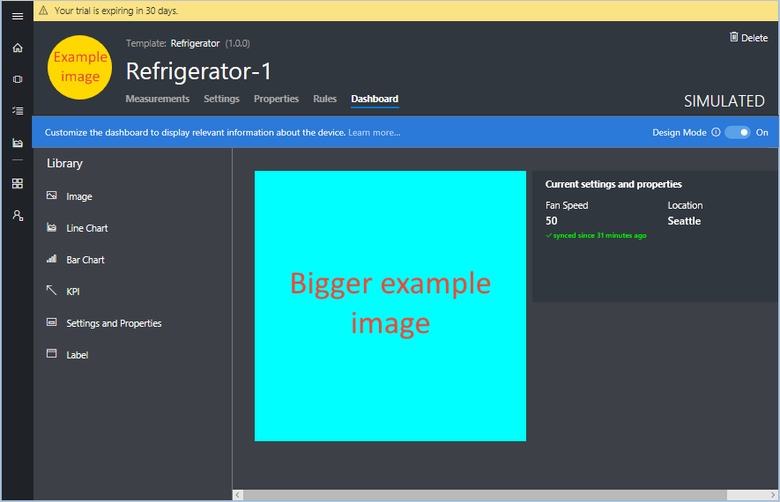 Your trial is expiring in 30 days.
Example
image
Template: Refrigerator (1.0.0)
Refrigerator-1
Delete
Measurements Settings Properties Rules Dashboard
SIMULATED
Customize the dashboard to display relevant information about the device. Learn more...
Design Mode On
Library
Image
Line Chart
Bar Chart
KPI
Settings and Properties
Label
Bigger example
image
Current settings and properties
Fan Speed Location
50 Seattle
synced since 31 minutes ago